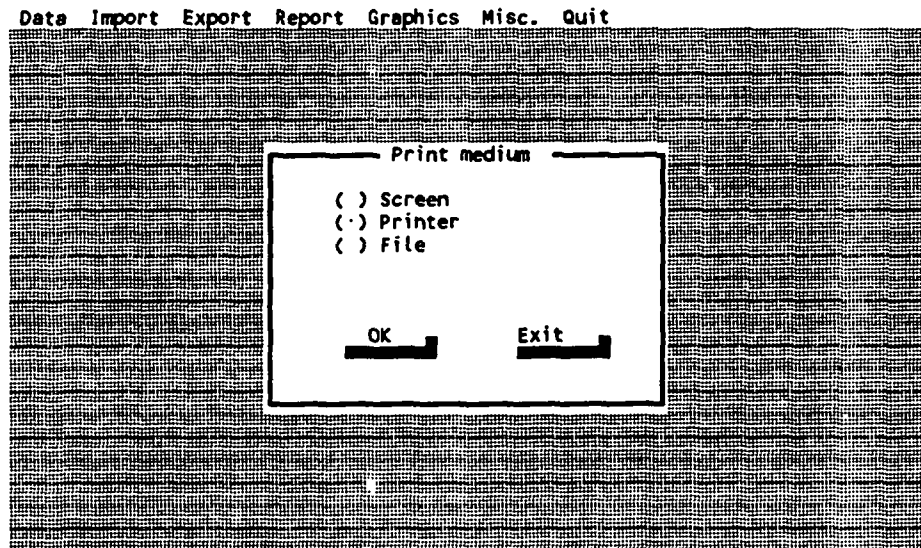 Data Import Export Report Graphics Misc. Quit
Print medium
( ) Screen
(·) Printer
( ) File
OK Exit